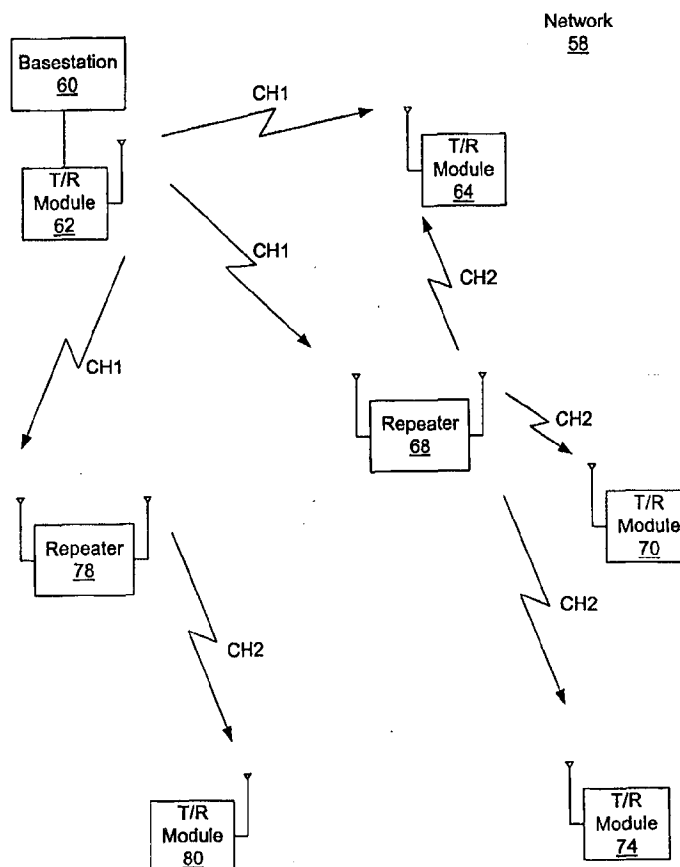 Network
58
Basestation
60
CH1
T/R
Module
62
T/R
Module
64
CH1
CH2
CH1
Repeater
68
CH2
T/R
Module
70
Repeater
78
CH2
CH2
T/R
Module
80
T/R
Module
74